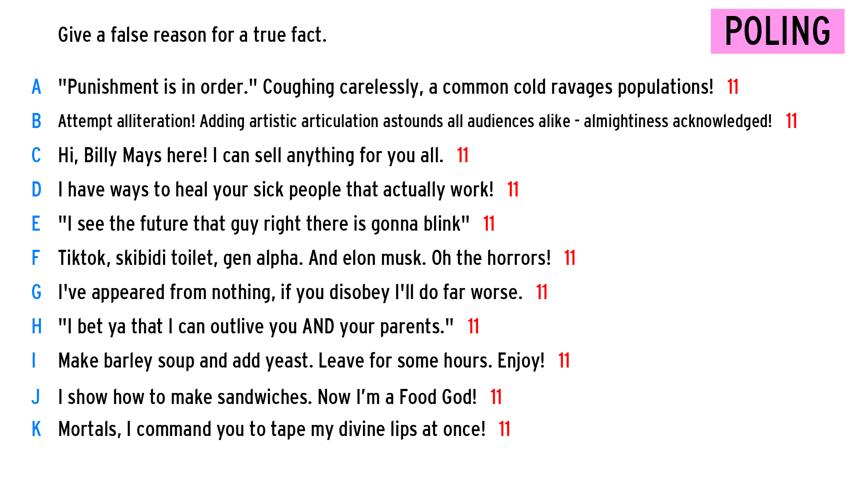 Give a false reason for a true fact.
POLING
A "Punishment is in order." Coughing carelessly, a common cold ravages populations! 11
B Attempt alliteration! Adding artistic articulation astounds all audiences alike - almightiness acknowledged! 11
C Hi, Billy Mays here! I can sell anything for you all. 11
D I have ways to heal your sick people that actually work! 11
E "I see the future that guy right there is gonna blink" 11
F Tiktok, skibidi toilet, gen alpha. And elon musk. Oh the horrors! 11
G I've appeared from nothing, if you disobey I'll do far worse. 11
H "I bet ya that I can outlive you AND your parents." 11
I Make barley soup and add yeast. Leave for some hours. Enjoy! 11
J I show how to make sandwiches. Now I'm a Food God! 11
K Mortals, I command you to tape my divine lips at once! 11